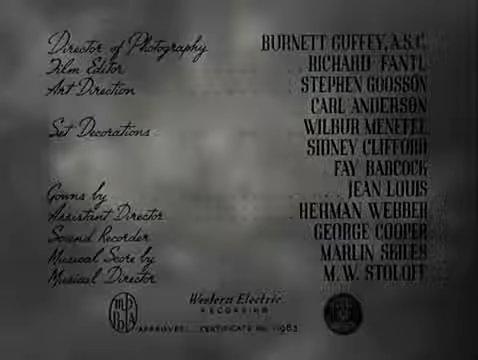 Director of Photography BURNETT GUFFEY, A.S.C.
Film Editor RICHARD FANTL
Art Direction STEPHEN GOOSSON
CARL ANDERSON
Set Decorations WILBUR MENEFEE
SIDNEY CLIFFORD
FAY BABCOCK
Gowns by JEAN LOUIS
Assistant Director HERMAN WEBBER
Sound Recorder GEORGE COOPER
Musical Score by MARLIN SKILES
Musical Director M. W. STOLOFF
Western Electric
RECORDING
APPROVED CERTIFICATE No.